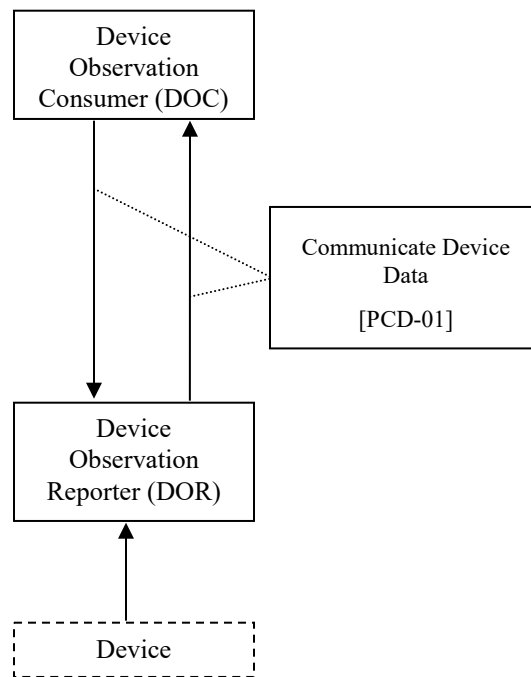 Device
Observation
Consumer (DOC)
Communicate Device
Data
[PCD-01]
Device
Observation
Reporter (DOR)
Device